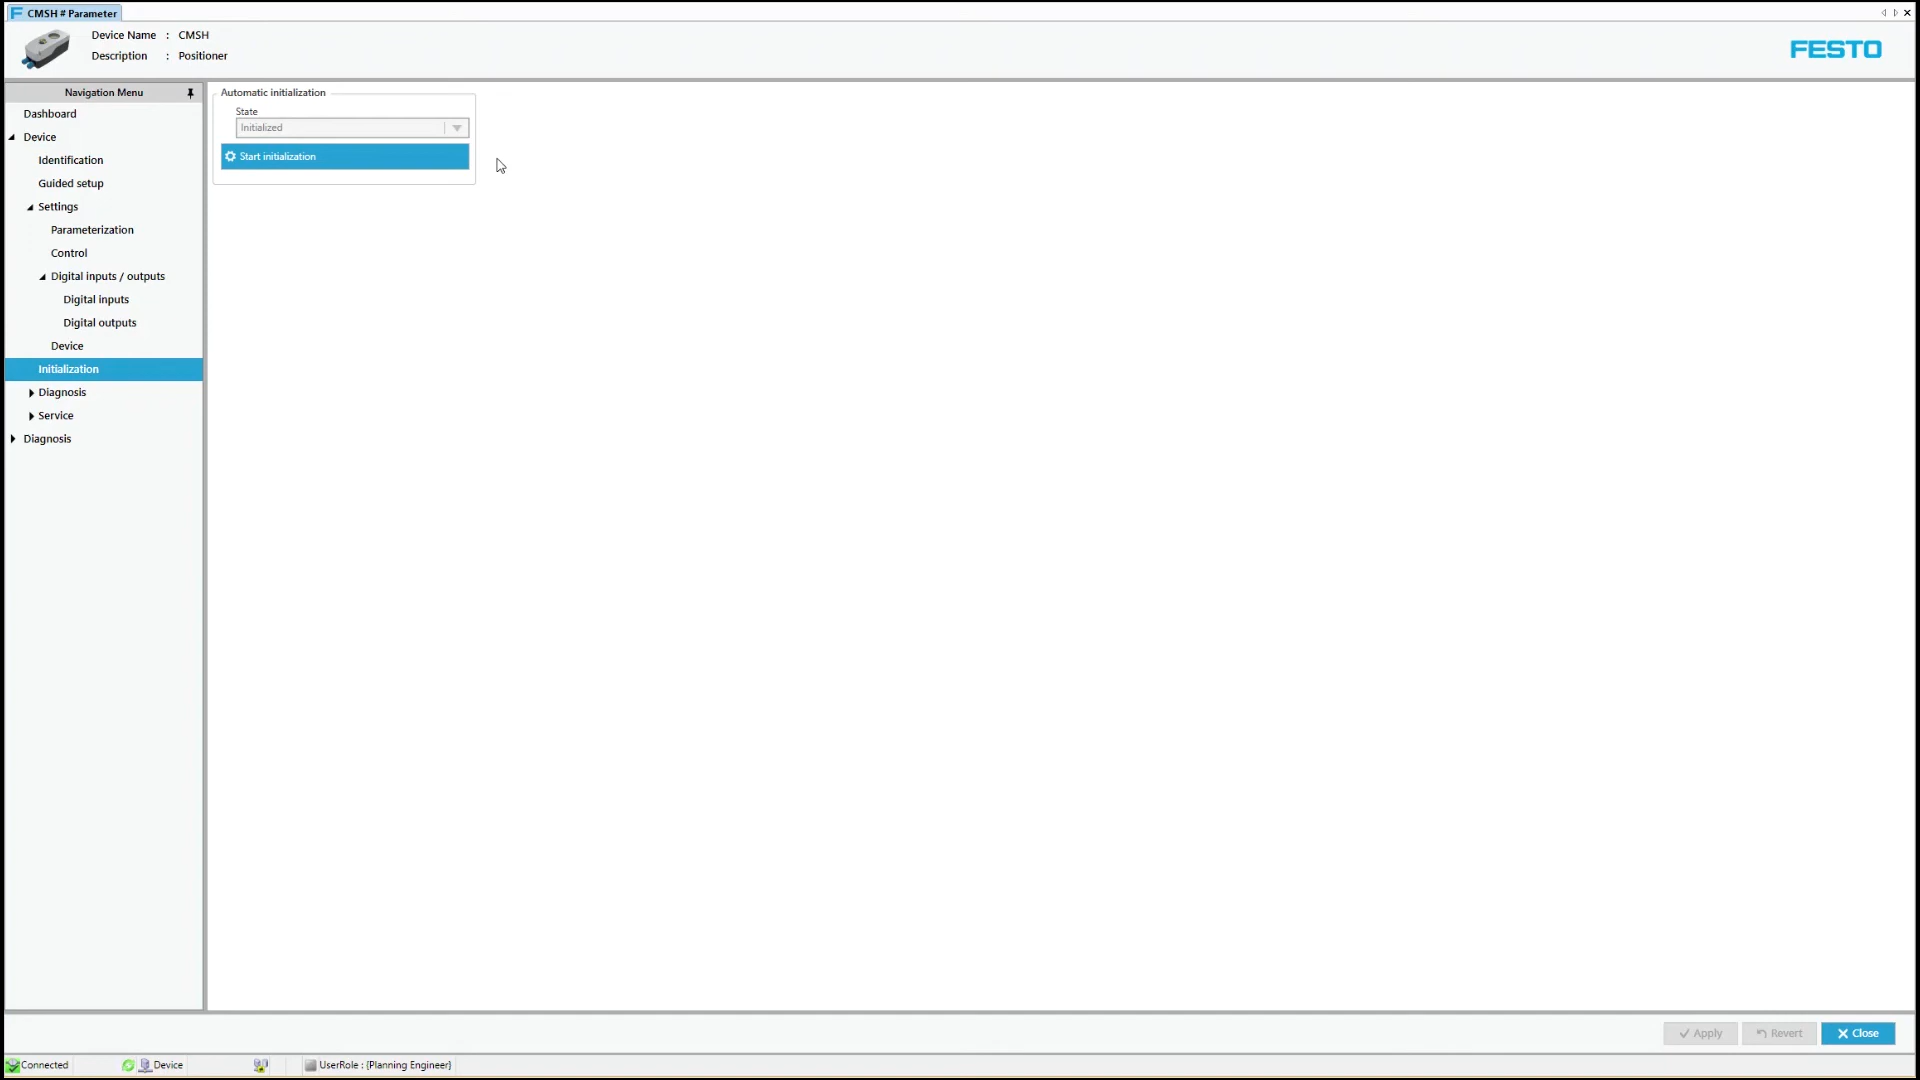 CMSH # Parameter
Device Name : CMSH
Description : Positioner
FESTO
Navigation Menu
Dashboard
Device
Identification
Guided setup
Settings
Parameterization
Control
Digital inputs / outputs
Digital inputs
Digital outputs
Device
Initialization
Diagnosis
Service
Diagnosis
Automatic initialization
State
Initialized
Start initialization
Apply
Revert
Close
Connected
Device
UserRole : {Planning Engineer}